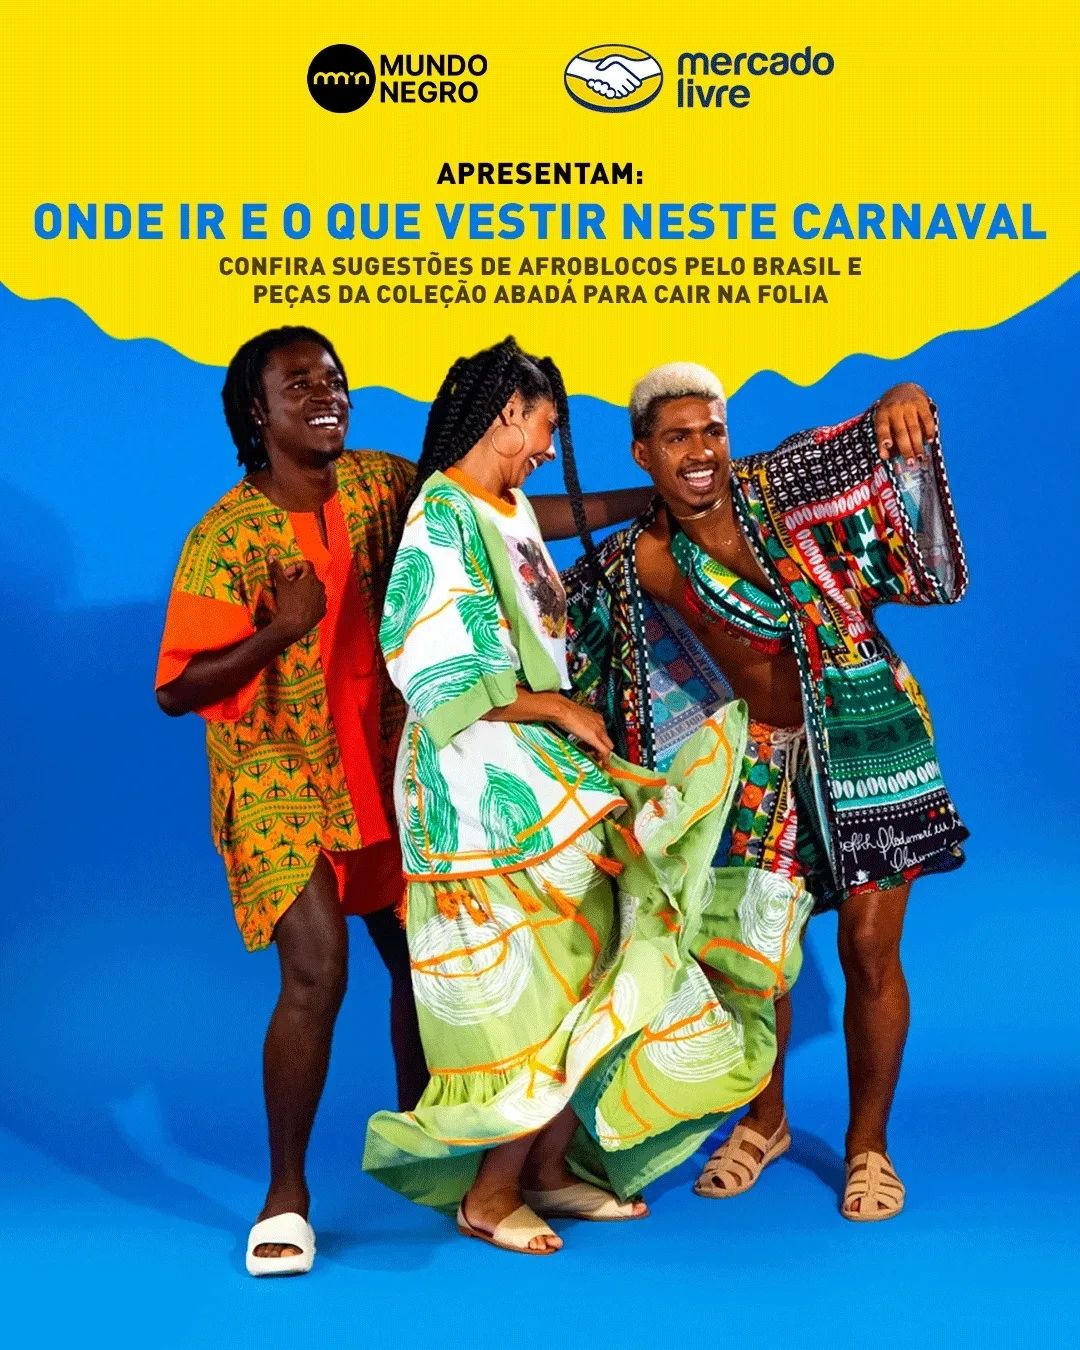 MUNDO
NEGRO
mercado
livre
APRESENTAM:
ONDE IR E O QUE VESTIR NESTE CARNAVAL
CONFIRA SUGESTÕES DE AFROBLOCOS PELO BRASIL E
PEÇAS DA COLEÇÃO ABADÁ PARA CAIR NA FOLIA